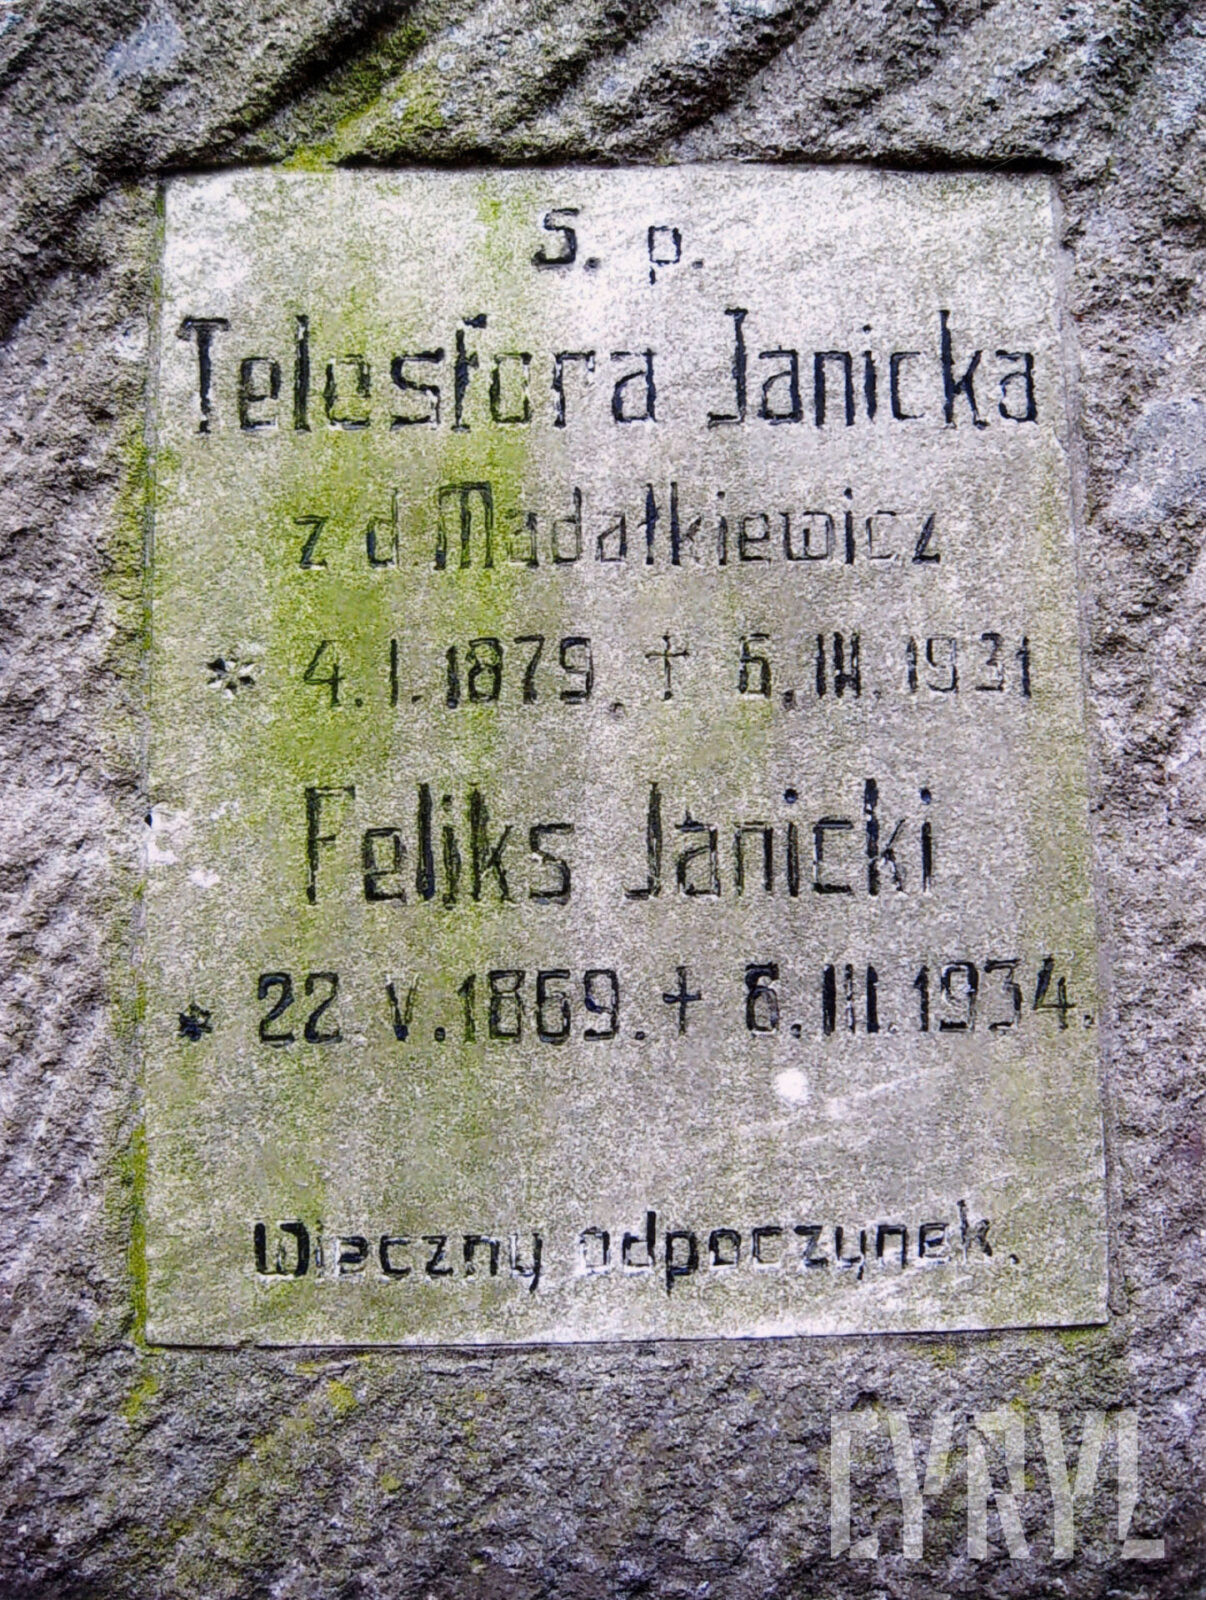 Ś. p.
Telesfora Janicka
z d. Madałkiewicz
* 4. I. 1879. † 6. III. 1931
Feliks Janicki
* 22 V. 1869. † 6. III. 1934.
Wieczny odpoczynek.
CYRYL